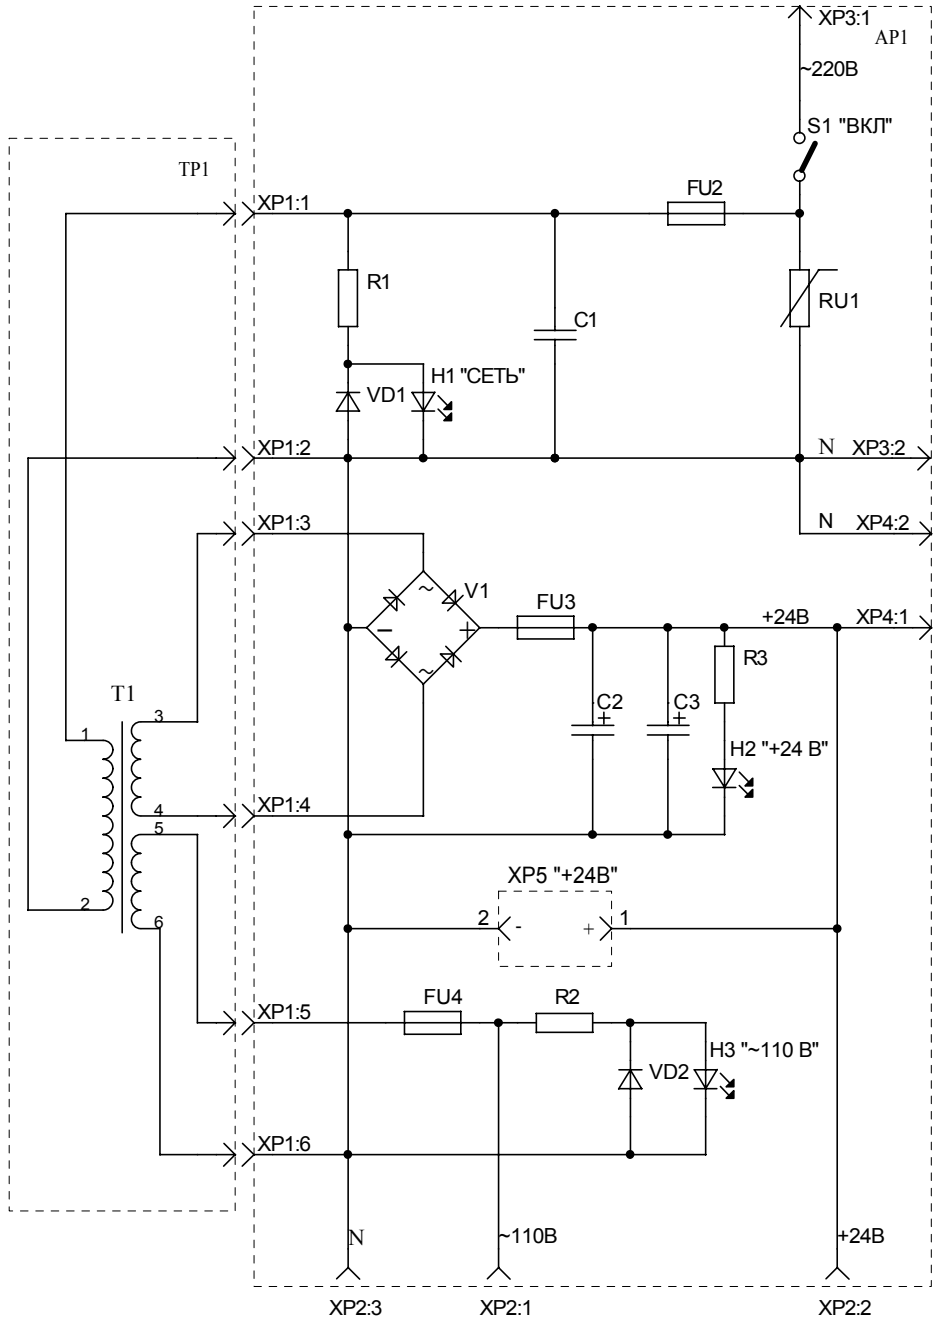 XP3:1
AP1
~220В
S1 "ВКЛ"
TP1
XP1:1
FU2
R1
RU1
C1
H1 "СЕТЬ"
VD1
XP1:2
N
XP3:2
XP1:3
N
XP4:2
~
V1
FU3
+24В
XP4:1
−
+
R3
~
T1
3
C2
+
C3
+
1
H2 "+24 В"
4
XP1:4
5
XP5 "+24В"
2
6
2
-
+
1
XP1:5
FU4
R2
H3 "~110 В"
VD2
XP1:6
N
~110В
+24В
XP2:3
XP2:1
XP2:2